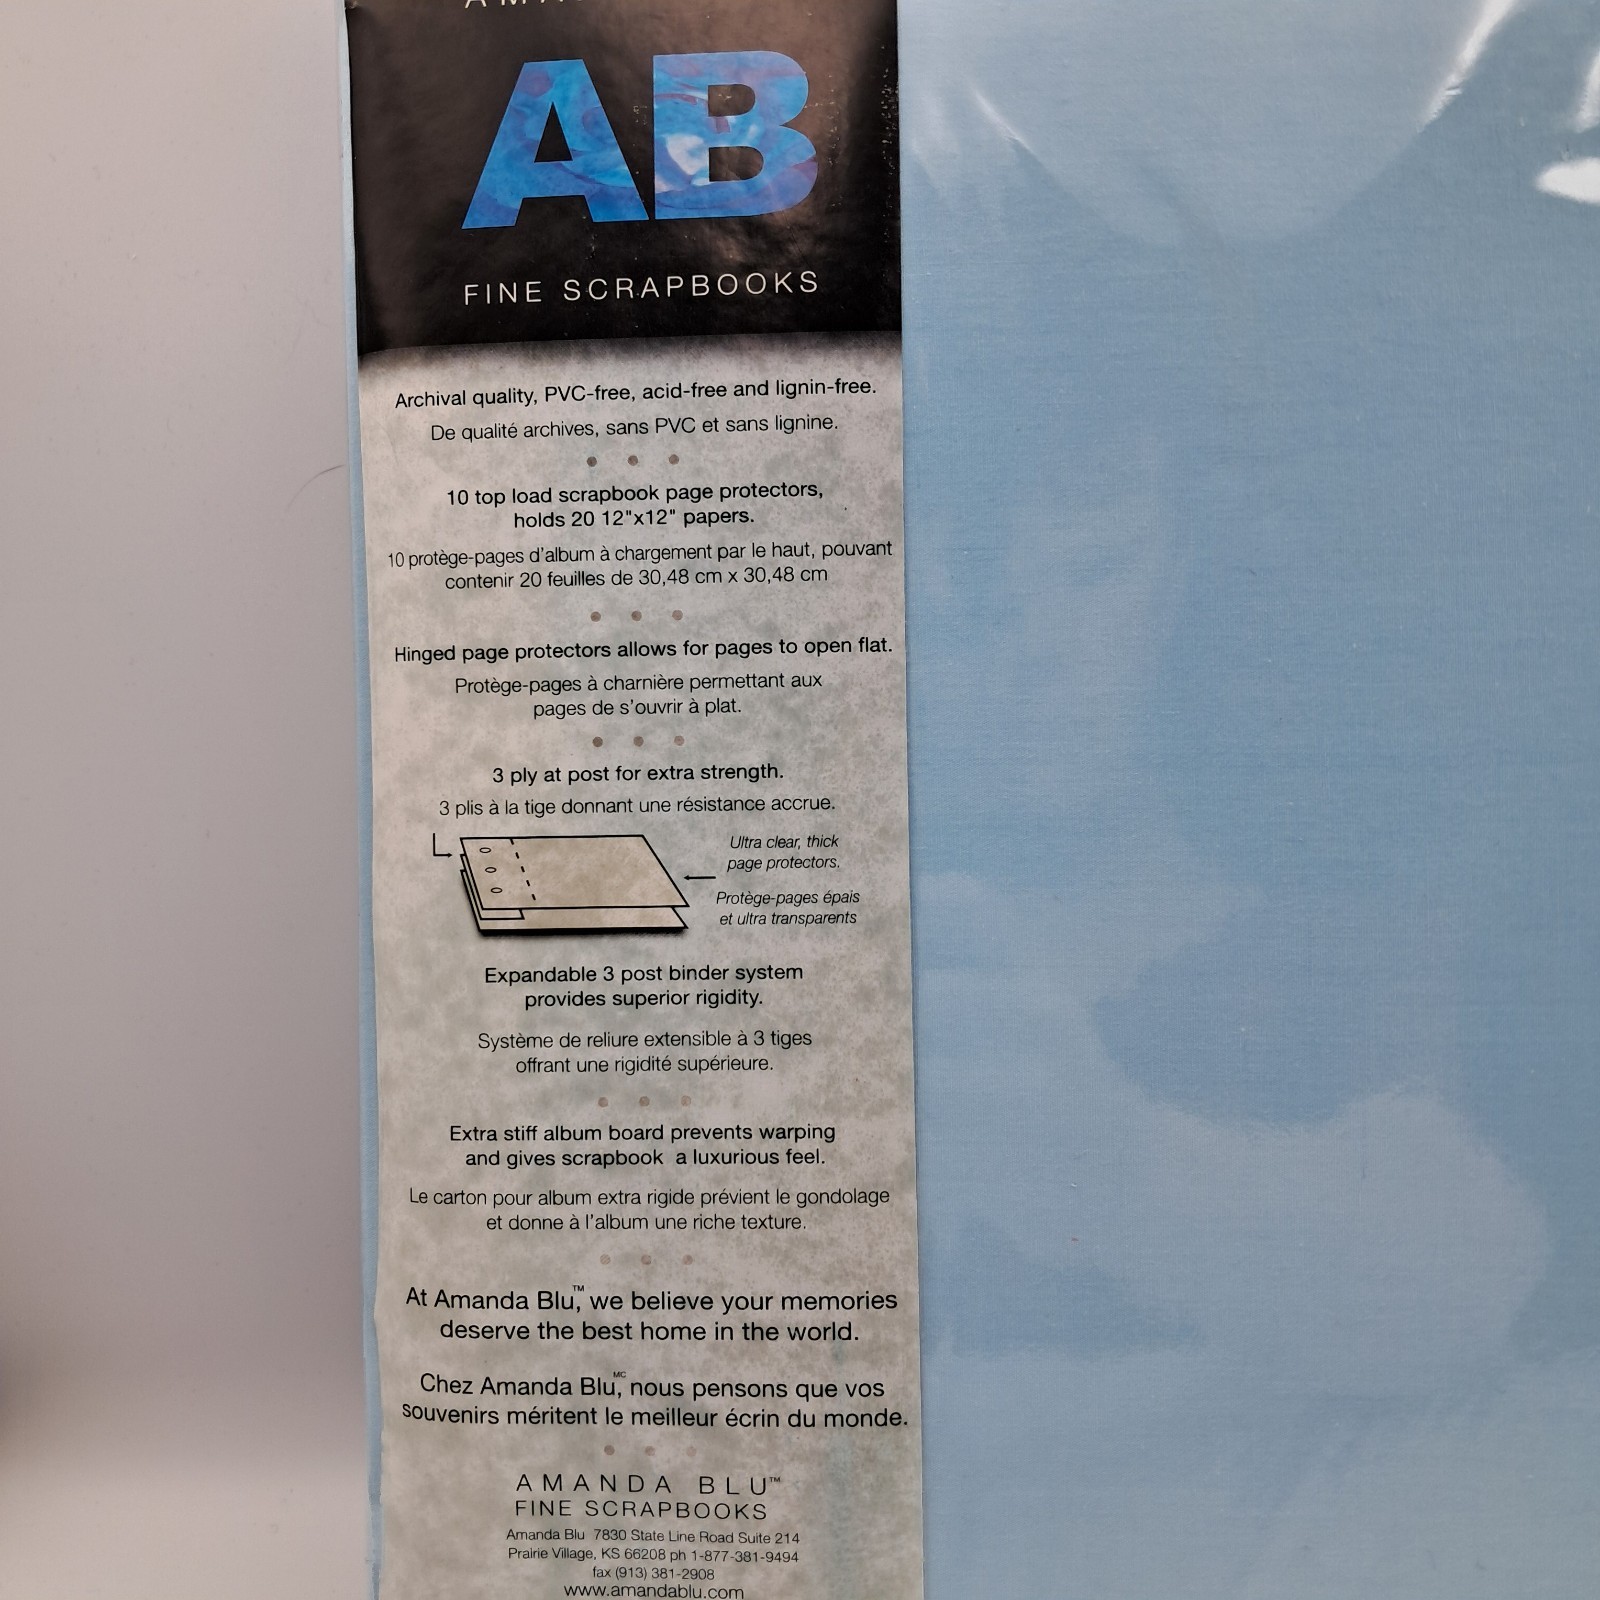 AB
FINE SCRAPBOOKS
Archival quality, PVC-free, acid-free and lignin-free.
De qualité archives, sans PVC et sans lignine.
10 top load scrapbook page protectors,
holds 20 12"x12" papers.
10 protège-pages d'album à chargement par le haut, pouvant
contenir 20 feuilles de 30,48 cm x 30,48 cm
Hinged page protectors allows for pages to open flat.
Protège-pages à charnière permettant aux
pages de s'ouvrir à plat.
3 ply at post for extra strength.
3 plis à la tige donnant une résistance accrue.
Ultra clear, thick
page protectors.
Protège-pages épais
et ultra transparents
Expandable 3 post binder system
provides superior rigidity.
Système de reliure extensible à 3 tiges
offrant une rigidité supérieure.
Extra stiff album board prevents warping
and gives scrapbook a luxurious feel.
Le carton pour album extra rigide prévient le gondolage
et donne à l'album une riche texture.
At Amanda Blu,™ we believe your memories
deserve the best home in the world.
Chez Amanda Blu,MC nous pensons que vos
souvenirs méritent le meilleur écrin du monde.
AMANDA BLU™
FINE SCRAPBOOKS
Amanda Blu 7830 State Line Road Suite 214
Prairie Village, KS 66208 ph 1-877-381-9494
fax (913) 381-2908
www.amandablu.com